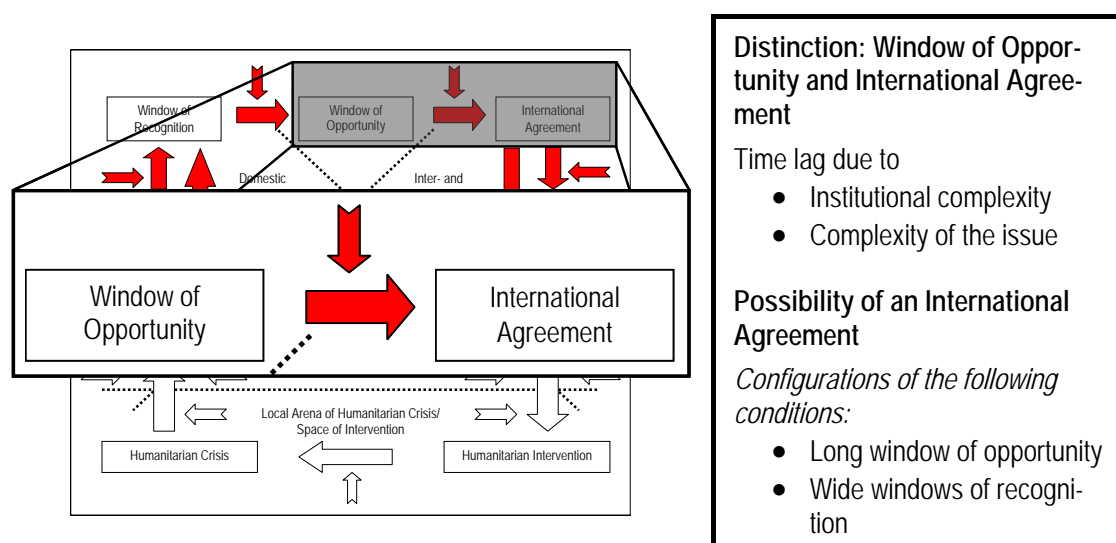 Window of
Recognition
Window of
Opportunity
International
Agreement
Domestic
Inter- and
Window of
Opportunity
International
Agreement
Local Arena of Humanitarian Crisis/
Space of Intervention
Humanitarian Crisis
Humanitarian Intervention
Distinction: Window of Oppor-
tunity and International Agree-
ment
Time lag due to
• Institutional complexity
• Complexity of the issue
Possibility of an International
Agreement
Configurations of the following
conditions:
• Long window of opportunity
• Wide windows of recogni-
tion